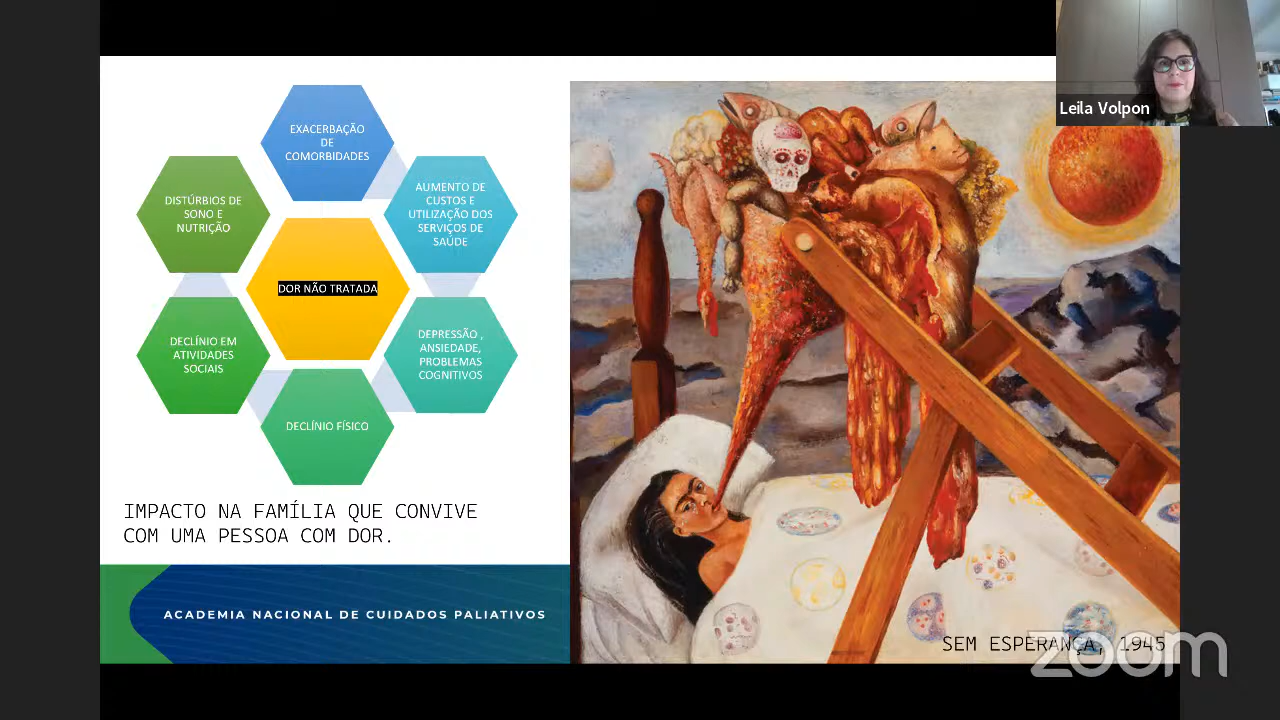 EXACERBAÇÃO
DE
COMORBIDADES
AUMENTO DE
CUSTOS E
UTILIZAÇÃO DOS
SERVIÇOS DE
SAÚDE
DEPRESSÃO ,
ANSIEDADE,
PROBLEMAS
COGNITIVOS
DECLÍNIO FÍSICO
DECLÍNIO EM
ATIVIDADES
SOCIAIS
DISTÚRBIOS DE
SONO E
NUTRIÇÃO
DOR NÃO TRATADA
IMPACTO NA FAMÍLIA QUE CONVIVE
COM UMA PESSOA COM DOR.
ACADEMIA NACIONAL DE CUIDADOS PALIATIVOS
Leila Volpon
SEM ESPERANÇA, 1945
zoom